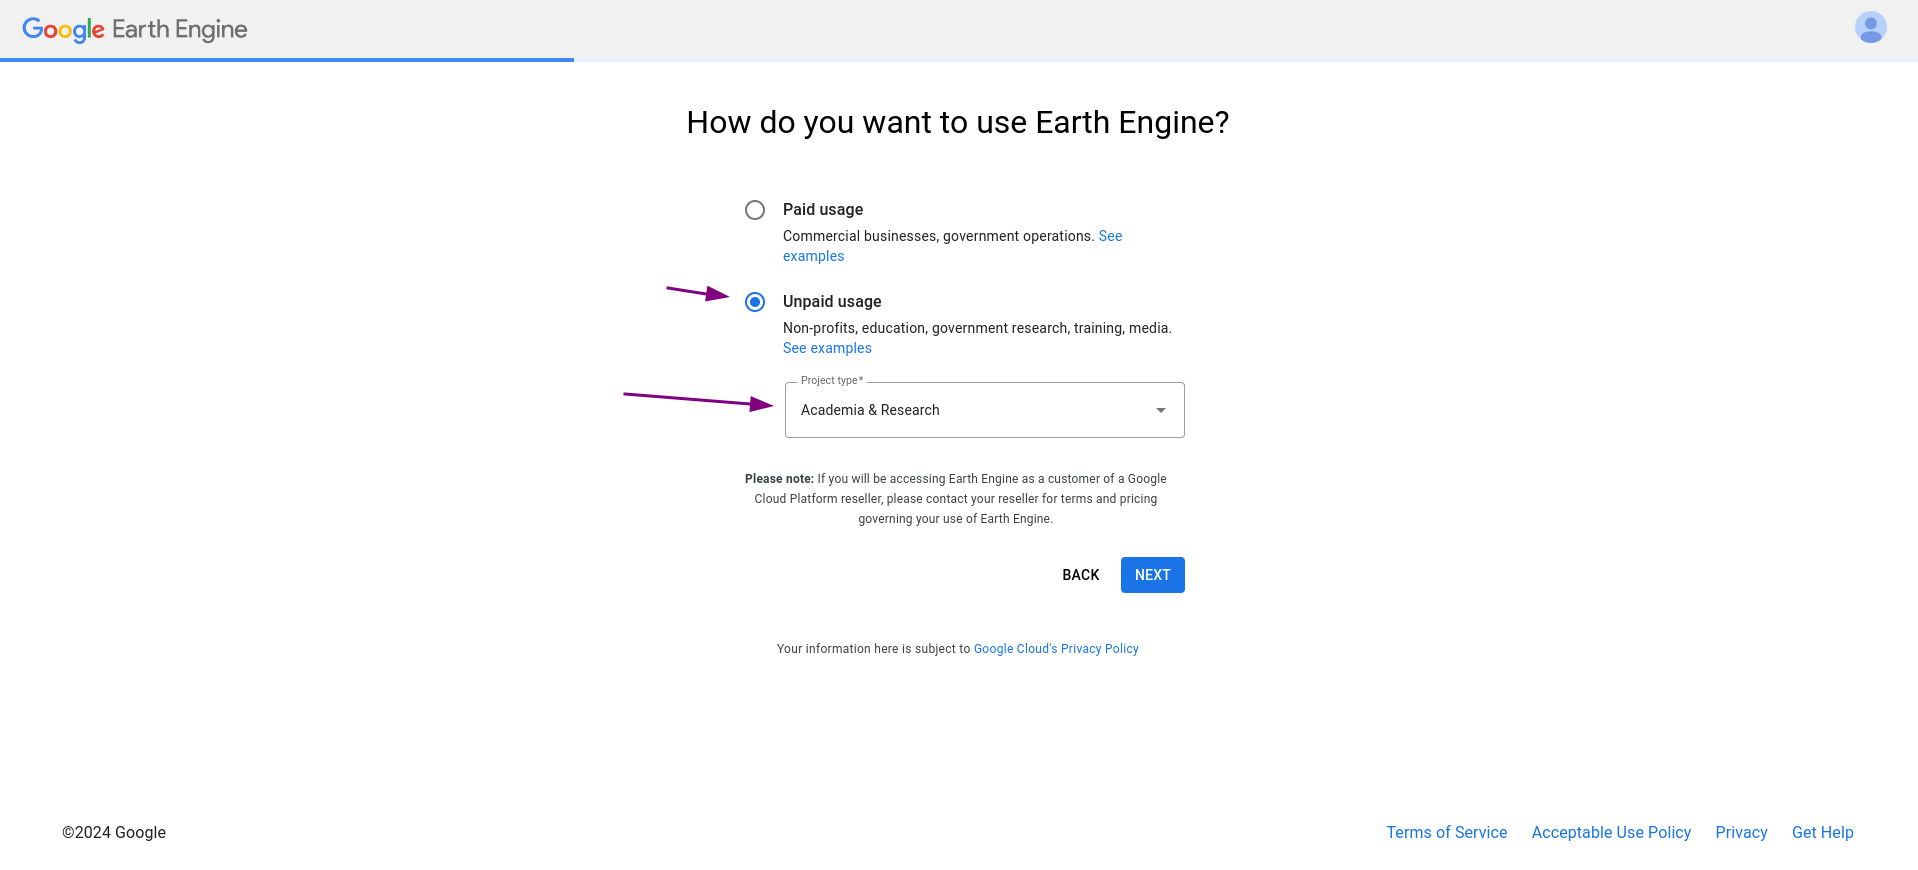 Google Earth Engine
How do you want to use Earth Engine?
Paid usage
Commercial businesses, government operations. See
examples
Unpaid usage
Non-profits, education, government research, training, media.
See examples
Project type*
Academia & Research
Please note: If you will be accessing Earth Engine as a customer of a Google
Cloud Platform reseller, please contact your reseller for terms and pricing
governing your use of Earth Engine.
BACK NEXT
Your information here is subject to Google Cloud's Privacy Policy
©2024 Google Terms of Service Acceptable Use Policy Privacy Get Help